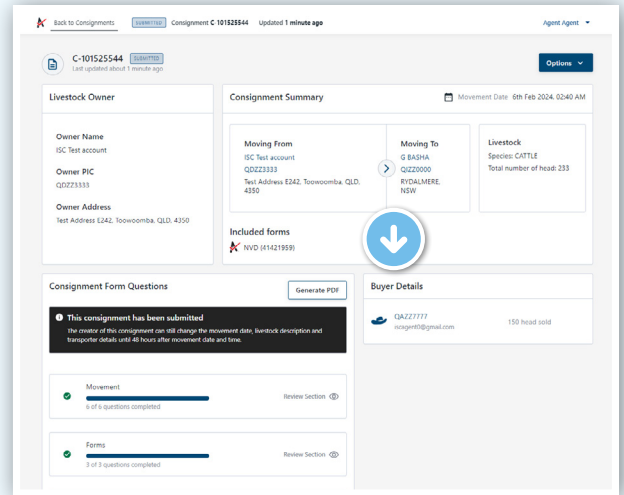 Back to Consignments SUBMITTED Consignment C-101525544 Updated 1 minute ago Agent Agent
C-101525544 SUBMITTED
Last updated about 1 minute ago
Options
Livestock Owner
Owner Name
ISC Test account
Owner PIC
QDZZ3333
Owner Address
Test Address E242, Toowoomba, QLD, 4350
Consignment Summary Movement Date 6th Feb 2024, 02:40 AM
Moving From
ISC Test account
QDZZ3333
Test Address E242, Toowoomba, QLD,
4350
Moving To
G BASHA
QIZZ0000
RYDALMERE,
NSW
Livestock
Species: CATTLE
Total number of head: 233
Included forms
NVD (41421959)
Consignment Form Questions Generate PDF
This consignment has been submitted
The creator of this consignment can still change the movement date, livestock description and
transporter details until 48 hours after movement date and time.
Movement
6 of 6 questions completed
Review Section
Forms
3 of 3 questions completed
Review Section
Buyer Details
QAZZ7777
iscagent0@gmail.com
150 head sold